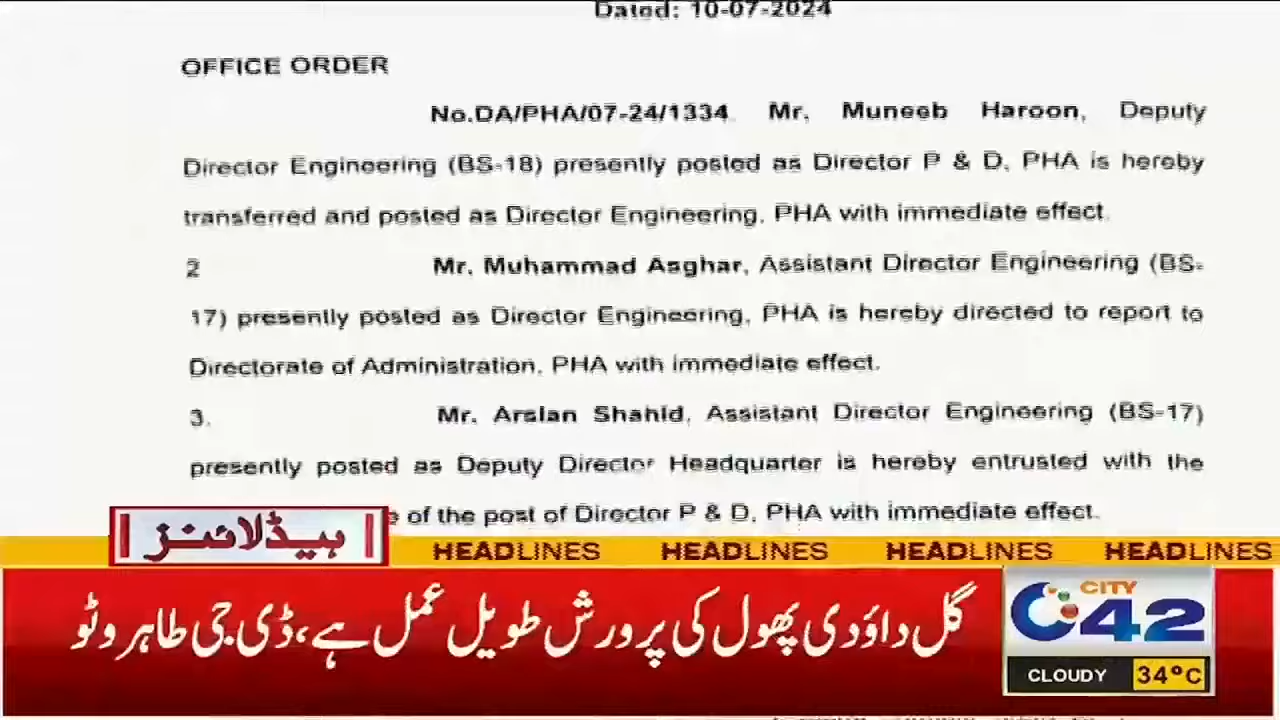 Dated: 10-07-2024
OFFICE ORDER
No.DA/PHA/07-24/1334. Mr. Muneeb Haroon, Deputy
Director Engineering (BS-18) presently posted as Director P & D, PHA is hereby
transferred and posted as Director Engineering, PHA with immediate effect.
2 Mr. Muhammad Asghar, Assistant Director Engineering (BS-
17) presently posted as Director Engineering, PHA is hereby directed to report to
Directorate of Administration, PHA with immediate effect.
3. Mr. Arslan Shahid, Assistant Director Engineering (BS-17)
presently posted as Deputy Director Headquarter is hereby entrusted with the
of the post of Director P & D, PHA with immediate effect.
ہیڈلائنز
HEADLINES HEADLINES HEADLINES HEADLINES
گل داؤدی پھول کی پرورش طویل عمل ہے، ڈی جی طاہر وٹو
CITY
42
CLOUDY 34°C